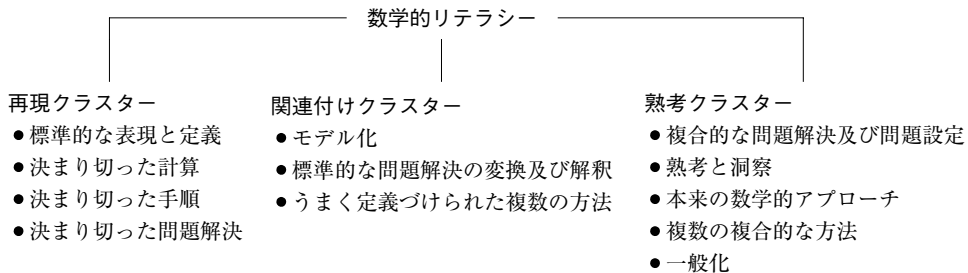 数学的リテラシー
再現クラスター
●標準的な表現と定義
●決まり切った計算
●決まり切った手順
●決まり切った問題解決
関連付けクラスター
●モデル化
●標準的な問題解決の変換及び解釈
●うまく定義づけられた複数の方法
熟考クラスター
●複合的な問題解決及び問題設定
●熟考と洞察
●本来の数学的アプローチ
●複数の複合的な方法
●一般化